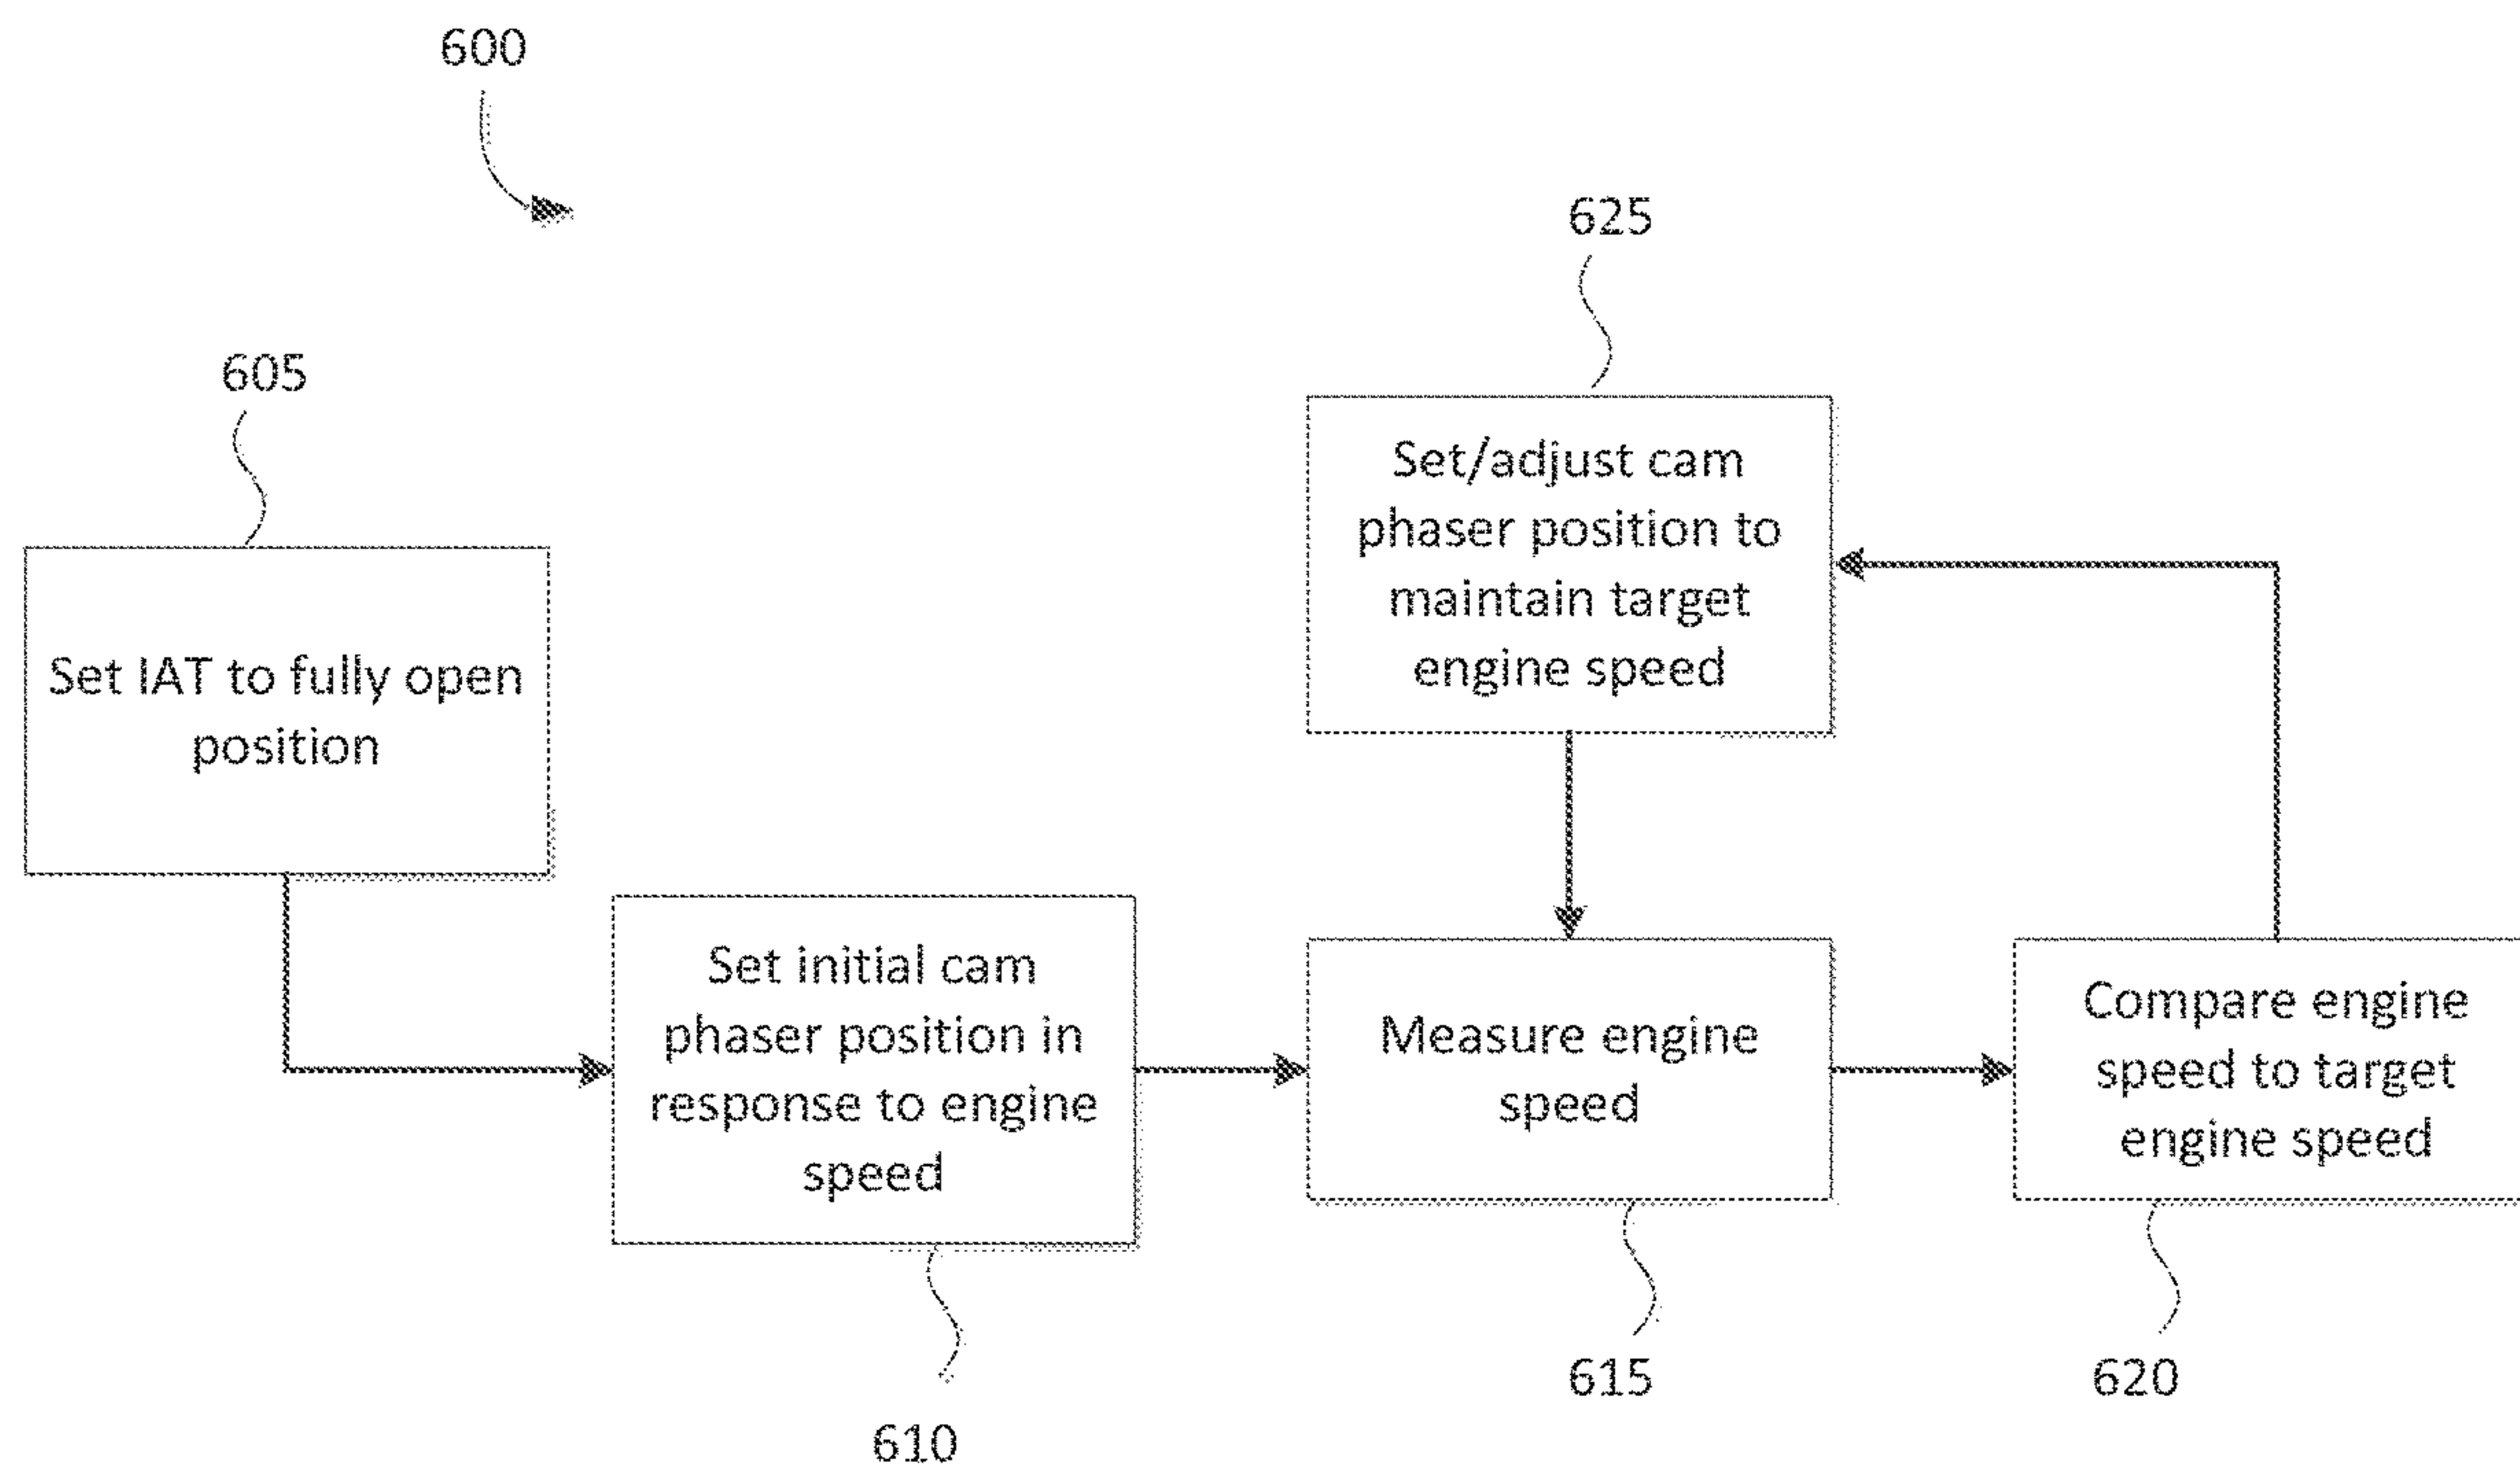 600
625
605
Set/adjust cam
phaser position to
maintain target
engine speed
Set IAT to fully open
position
Set initial cam
phaser position in
response to engine
speed
Measure engine
speed
Compare engine
speed to target
engine speed
615
620
610